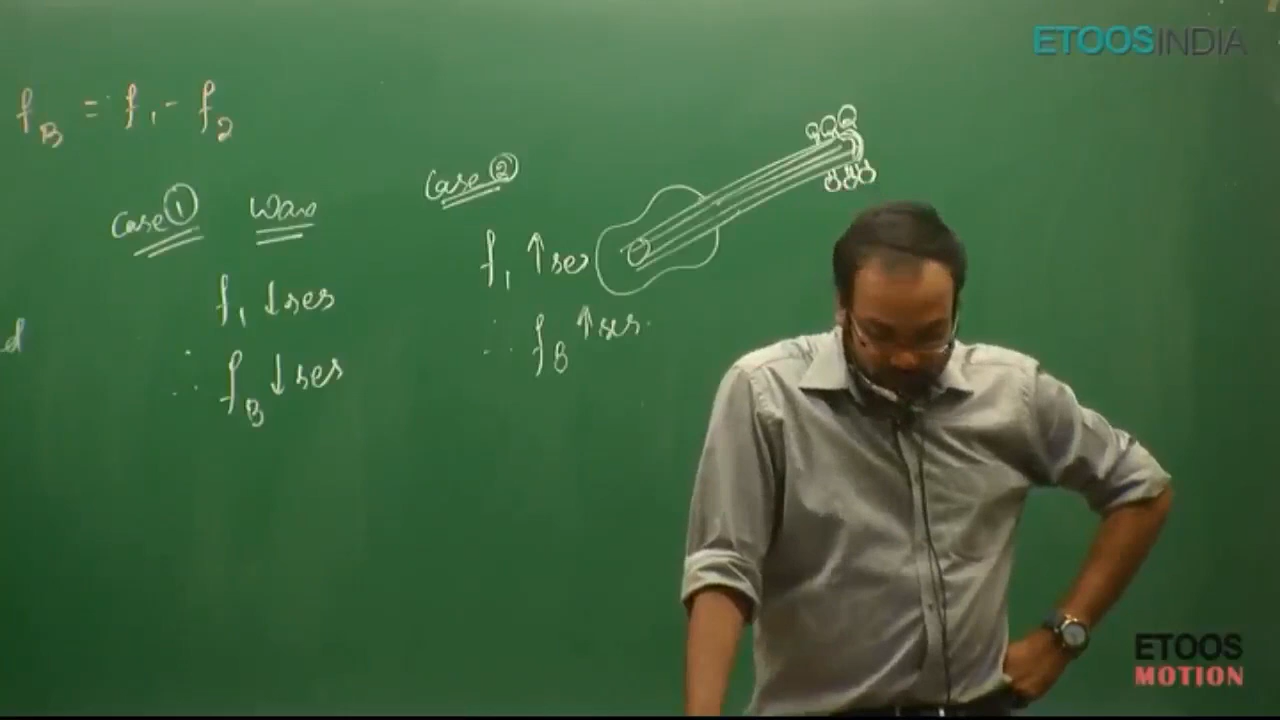 ETOOSINDIA
f_B = f_1 - f_2
Case ① Wax
f_1 ↓ses
∴ f_B ↓ses
Case ②
f_1 ↑ses
∴ f_B ↑ses.
d
ETOOS
MOTION